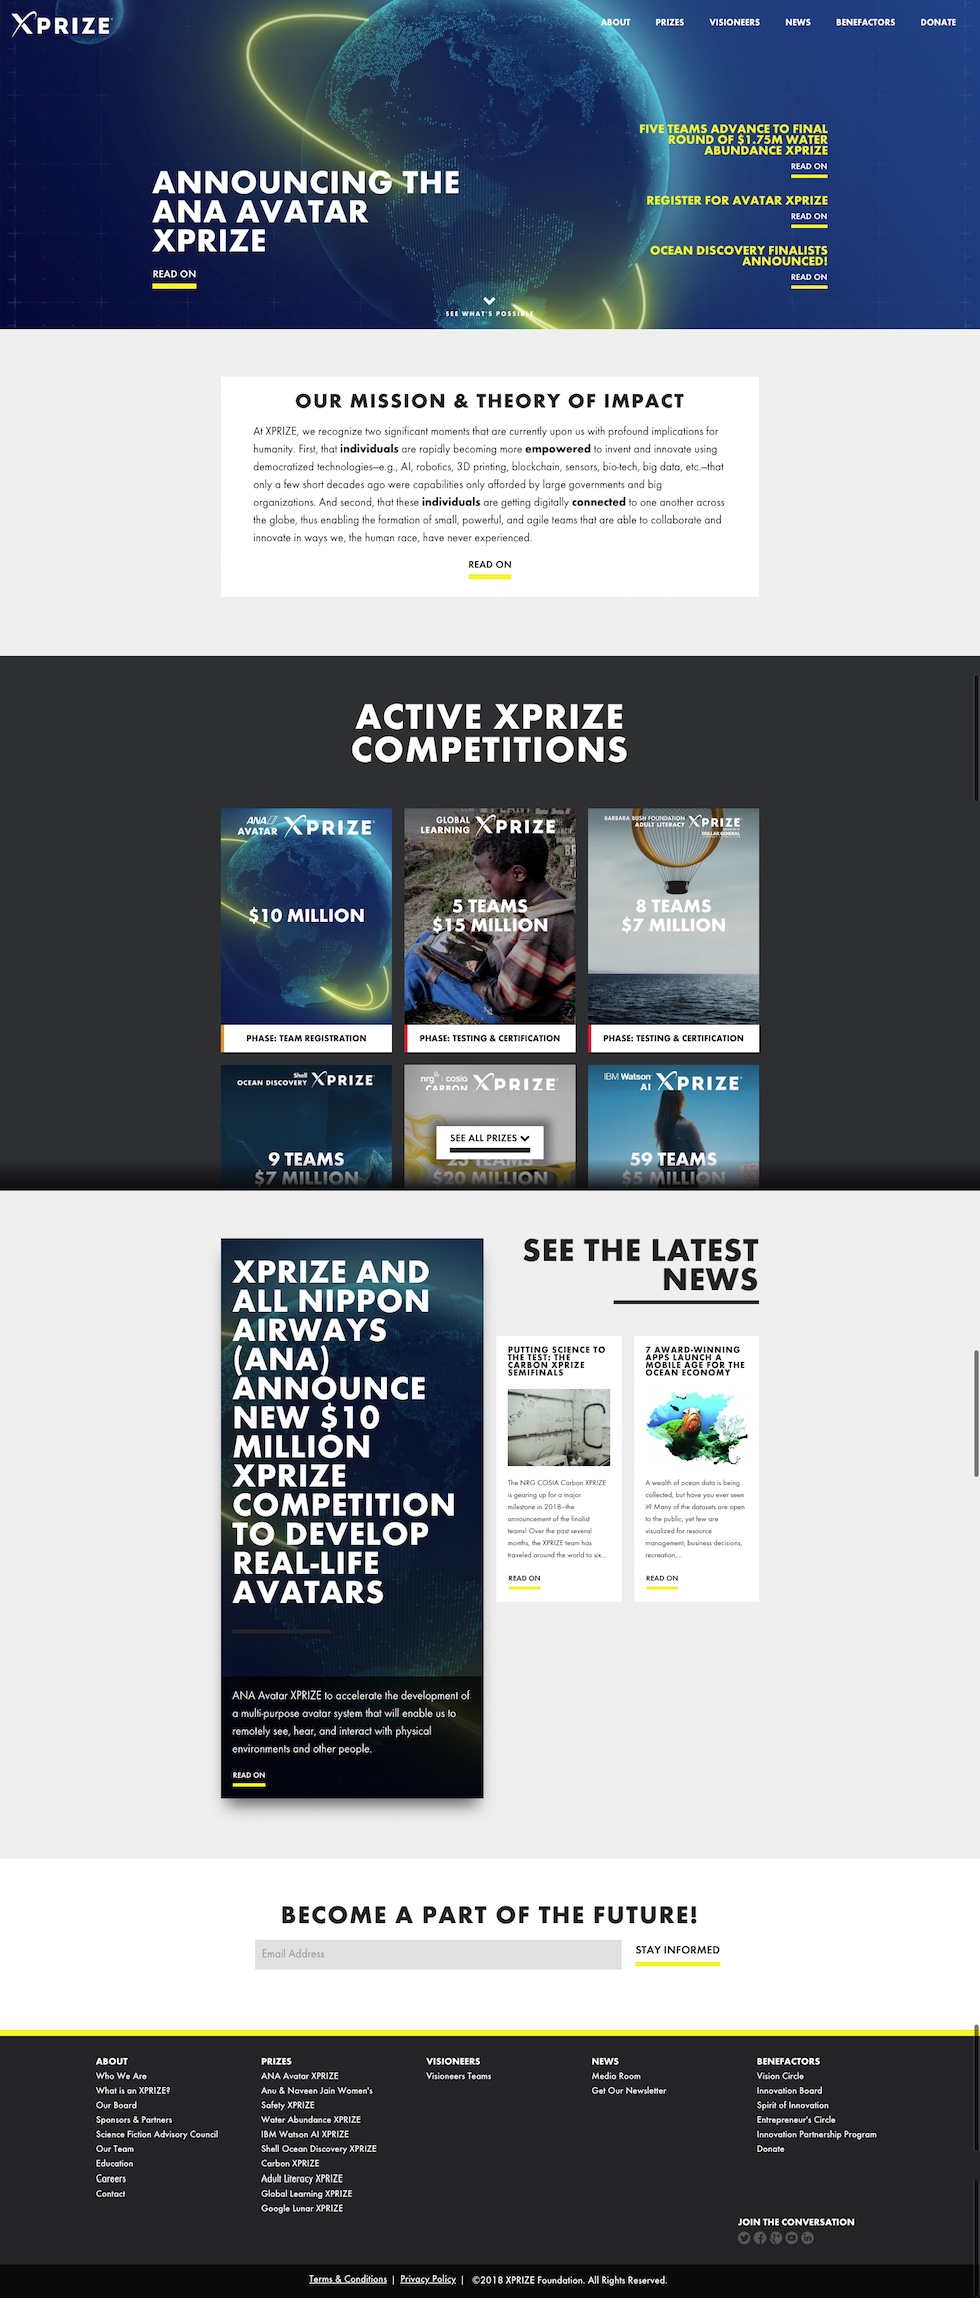 XPRIZE
ABOUT
PRIZES
VISIONEERS
NEWS
BENEFACTORS
DONATE
ANNOUNCING THE
ANA AVATAR
XPRIZE
READ ON
FIVE TEAMS ADVANCE TO FINAL
ROUND OF $1.75M WATER
ABUNDANCE XPRIZE
READ ON
REGISTER FOR AVATAR XPRIZE
READ ON
OCEAN DISCOVERY FINALISTS
ANNOUNCED!
READ ON
SEE WHAT'S POSSIBLE
OUR MISSION & THEORY OF IMPACT
At XPRIZE, we recognize two significant moments that are currently upon us with profound implications for
humanity. First, that individuals are rapidly becoming more empowered to invent and innovate using
democratized technologies—e.g., AI, robotics, 3D printing, blockchain, sensors, bio-tech, big data, etc.—that
only a few short decades ago were capabilities only afforded by large governments and big
organizations. And second, that these individuals are getting digitally connected to one another across
the globe, thus enabling the formation of small, powerful, and agile teams that are able to collaborate and
innovate in ways we, the human race, have never experienced.
READ ON
ACTIVE XPRIZE
COMPETITIONS
ANA
AVATAR XPRIZE
$10 MILLION
PHASE: TEAM REGISTRATION
GLOBAL
LEARNING XPRIZE
5 TEAMS
$15 MILLION
PHASE: TESTING & CERTIFICATION
BARBARA BUSH FOUNDATION
ADULT LITERACY XPRIZE
DOLLAR GENERAL
8 TEAMS
$7 MILLION
PHASE: TESTING & CERTIFICATION
Shell
OCEAN DISCOVERY XPRIZE
9 TEAMS
$7 MILLION
nrg cosia
CARBON XPRIZE
SEE ALL PRIZES
TEAMS
$20 MILLION
IBM Watson
AI XPRIZE
59 TEAMS
$5 MILLION
XPRIZE AND
ALL NIPPON
AIRWAYS
(ANA)
ANNOUNCE
NEW $10
MILLION
XPRIZE
COMPETITION
TO DEVELOP
REAL-LIFE
AVATARS
ANA Avatar XPRIZE to accelerate the development of
a multi-purpose avatar system that will enable us to
remotely see, hear, and interact with physical
environments and other people.
READ ON
SEE THE LATEST
NEWS
PUTTING SCIENCE TO
THE TEST: THE
CARBON XPRIZE
SEMIFINALS
The NRG COSIA Carbon XPRIZE
is gearing up for a major
milestone in 2018–the
announcement of the finalist
teams! Over the past several
months, the XPRIZE team has
traveled around the world to six...
READ ON
7 AWARD-WINNING
APPS LAUNCH A
MOBILE AGE FOR THE
OCEAN ECONOMY
A wealth of ocean data is being
collected, but have you ever seen
it? Many of the datasets are open
to the public, yet few are
visualized for resource
management, business decisions,
recreation,...
READ ON
BECOME A PART OF THE FUTURE!
Email Address
STAY INFORMED
ABOUT
Who We Are
What is an XPRIZE?
Our Board
Sponsors & Partners
Science Fiction Advisory Council
Our Team
Education
Careers
Contact
PRIZES
ANA Avatar XPRIZE
Anu & Naveen Jain Women's
Safety XPRIZE
Water Abundance XPRIZE
IBM Watson AI XPRIZE
Shell Ocean Discovery XPRIZE
Carbon XPRIZE
Adult Literacy XPRIZE
Global Learning XPRIZE
Google Lunar XPRIZE
VISIONEERS
Visioneers Teams
NEWS
Media Room
Get Our Newsletter
BENEFACTORS
Vision Circle
Innovation Board
Spirit of Innovation
Entrepreneur's Circle
Innovation Partnership Program
Donate
JOIN THE CONVERSATION
Terms & Conditions | Privacy Policy | ©2018 XPRIZE Foundation. All Rights Reserved.